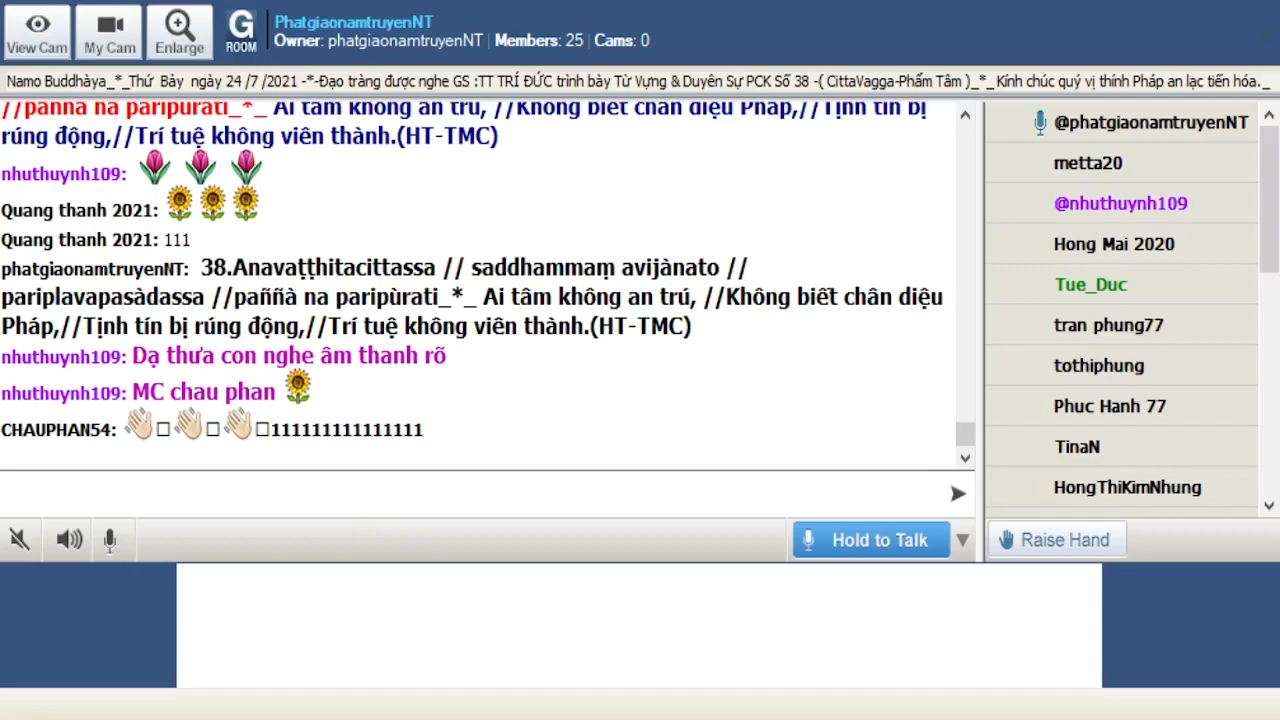 View Cam
My Cam
Enlarge
G
ROOM
PhatgiaonamtruyenNT
Owner: phatgiaonamtruyenNT | Members: 25 | Cams: 0
Namo Buddhàya_*_Thứ Bảy ngày 24 /7 /2021 -*-Đạo tràng được nghe GS :TT TRÍ ĐỨC trình bày Từ Vựng & Duyên Sự PCK Số 38 -( CittaVagga-Phẩm Tâm )_*_ Kính chúc quý vị thính Pháp an lạc tiến hóa._
//paññà na paripùrati_*_ Ai tâm không an trú, //Không biết chân diệu Pháp,//Tịnh tín bị
rúng động,//Trí tuệ không viên thành.(HT-TMC)
nhuthuynh109:
Quang thanh 2021:
Quang thanh 2021: 111
phatgiaonamtruyenNT: 38.Anavaṭṭhitacittassa // saddhammaṃ avijànato //
pariplavapasàdassa //paññà na paripùrati_*_ Ai tâm không an trú, //Không biết chân diệu
Pháp,//Tịnh tín bị rúng động,//Trí tuệ không viên thành.(HT-TMC)
nhuthuynh109: Dạ thưa con nghe âm thanh rõ
nhuthuynh109: MC chau phan
CHAUPHAN54: 111111111111111
Hold to Talk
@phatgiaonamtruyenNT
metta20
@nhuthuynh109
Hong Mai 2020
Tue_Duc
tran phung77
tothiphung
Phuc Hanh 77
TinaN
HongThiKimNhung
Raise Hand